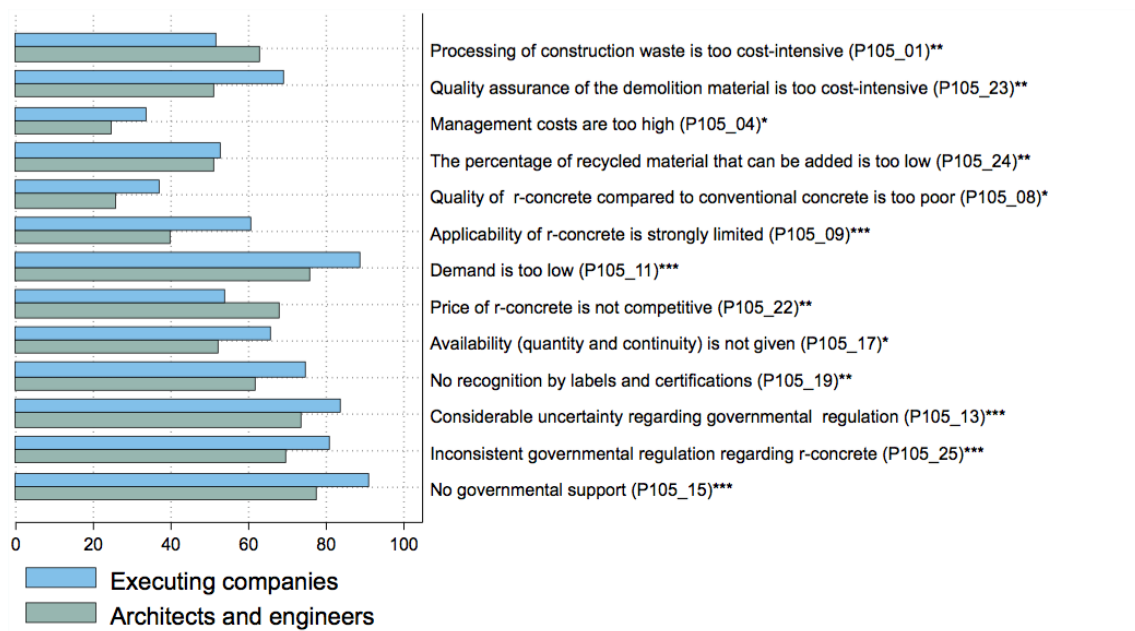 Processing of construction waste is too cost-intensive (P105_01)**
Quality assurance of the demolition material is too cost-intensive (P105_23)**
Management costs are too high (P105_04)*
The percentage of recycled material that can be added is too low (P105_24)**
Quality of  r-concrete compared to conventional concrete is too poor (P105_08)*
Applicability of r-concrete is strongly limited (P105_09)***
Demand is too low (P105_11)***
Price of r-concrete is not competitive (P105_22)**
Availability (quantity and continuity) is not given (P105_17)*
No recognition by labels and certifications (P105_19)**
Considerable uncertainty regarding governmental  regulation (P105_13)***
Inconsistent governmental regulation regarding r-concrete (P105_25)***
No governmental support (P105_15)***
0 20 40 60 80 100
Executing companies
Architects and engineers